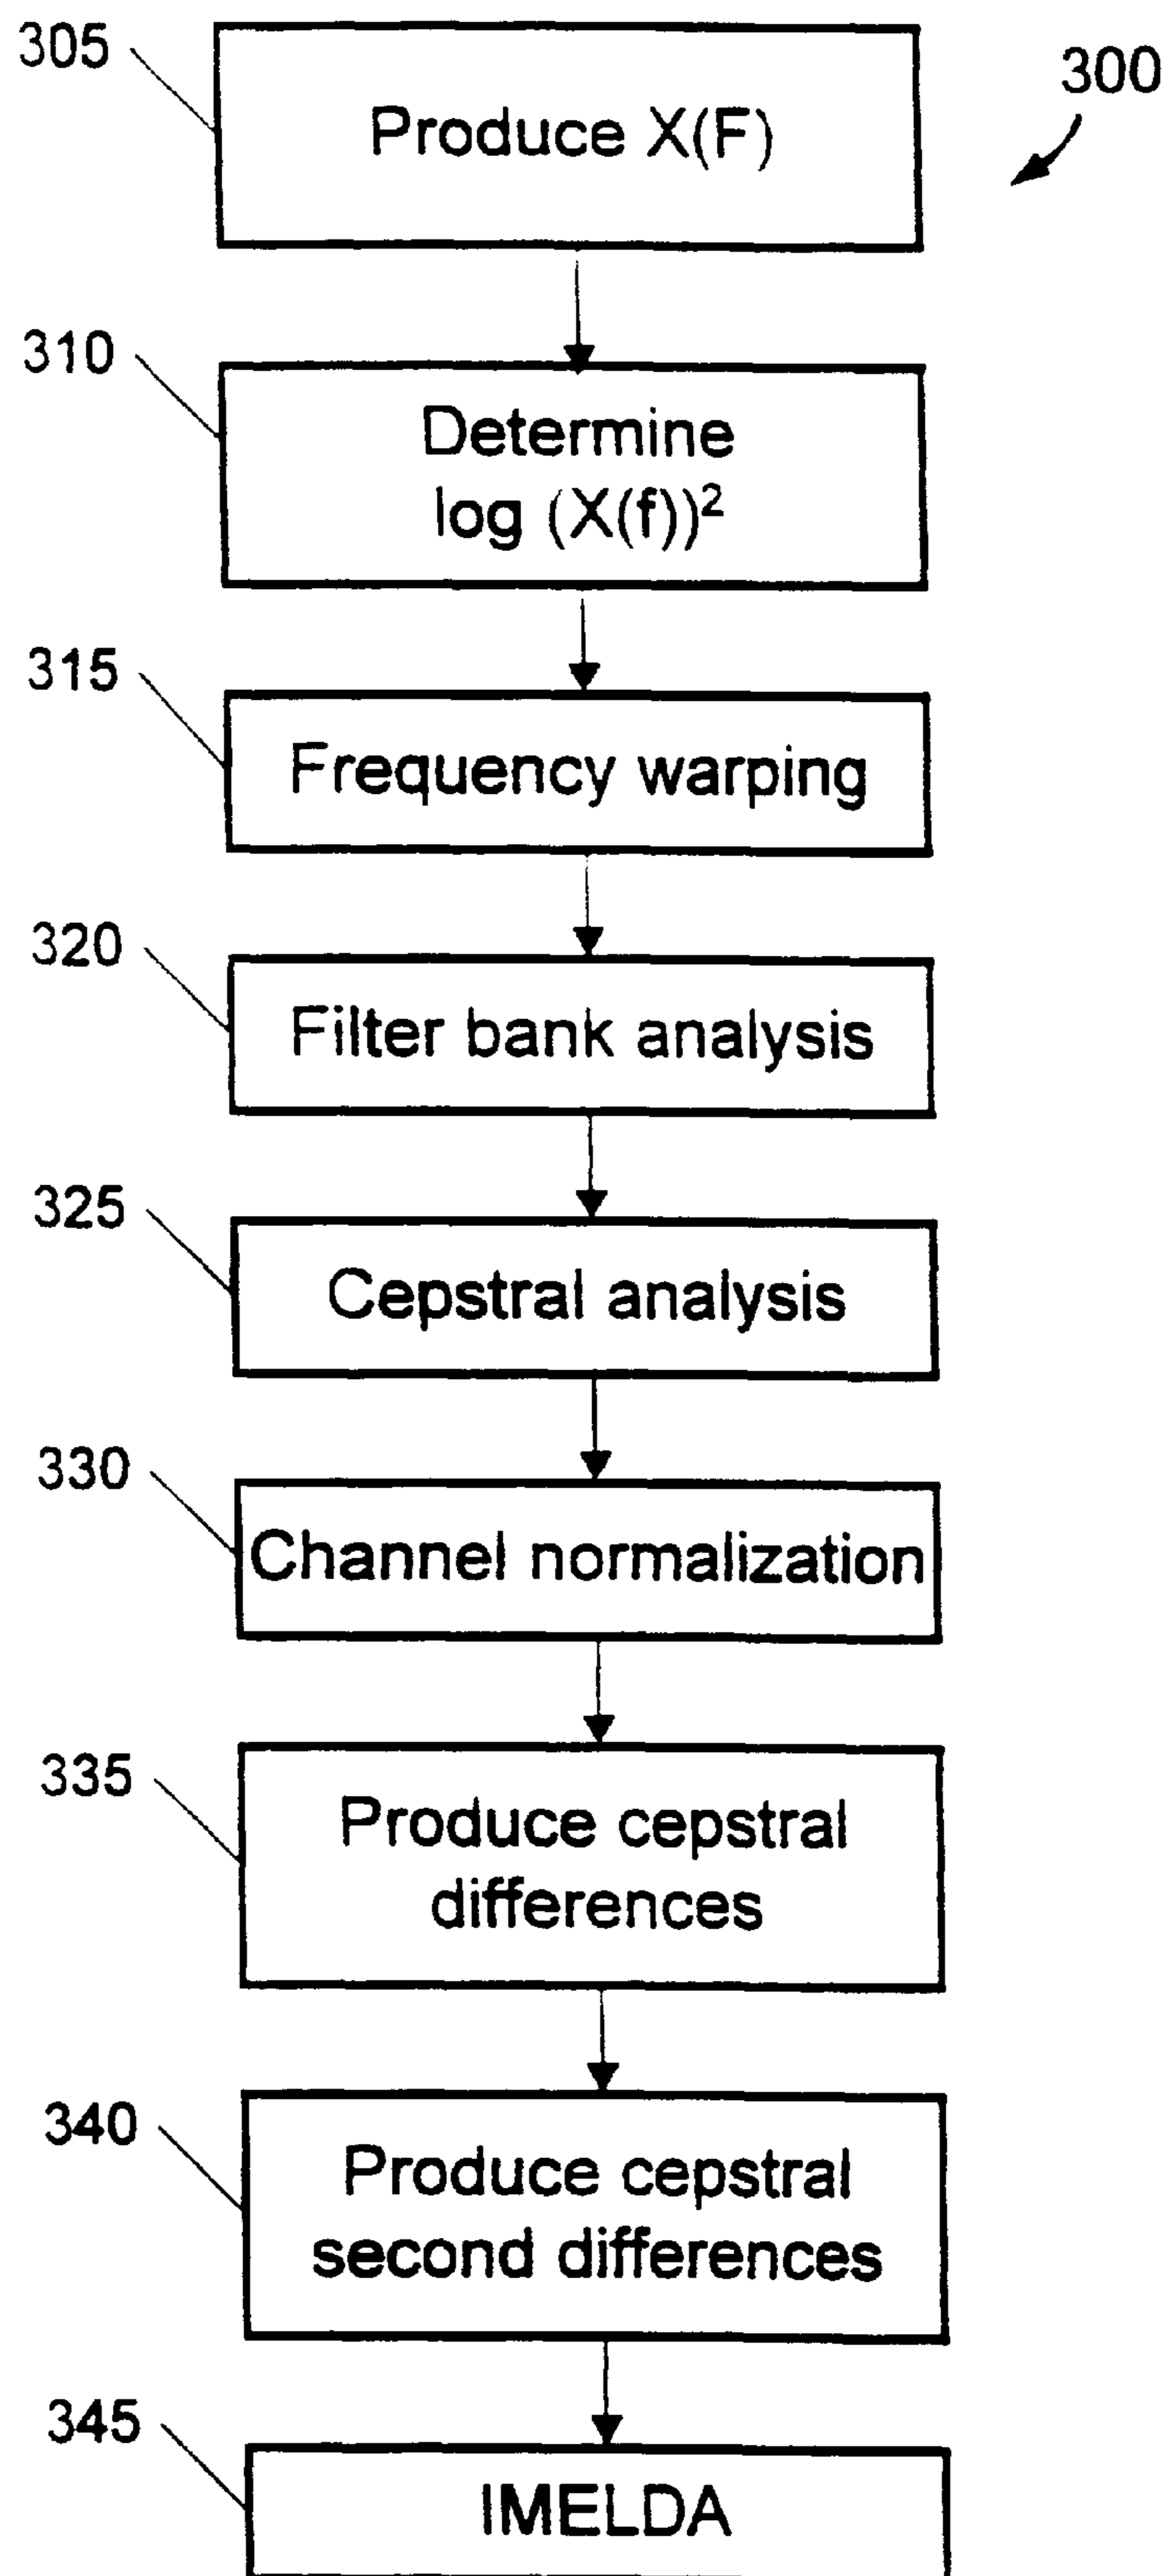 305
300
Produce X(F)
310
Determine
log (X(f))²
315
Frequency warping
320
Filter bank analysis
325
Cepstral analysis
330
Channel normalization
335
Produce cepstral
differences
340
Produce cepstral
second differences
345
IMELDA